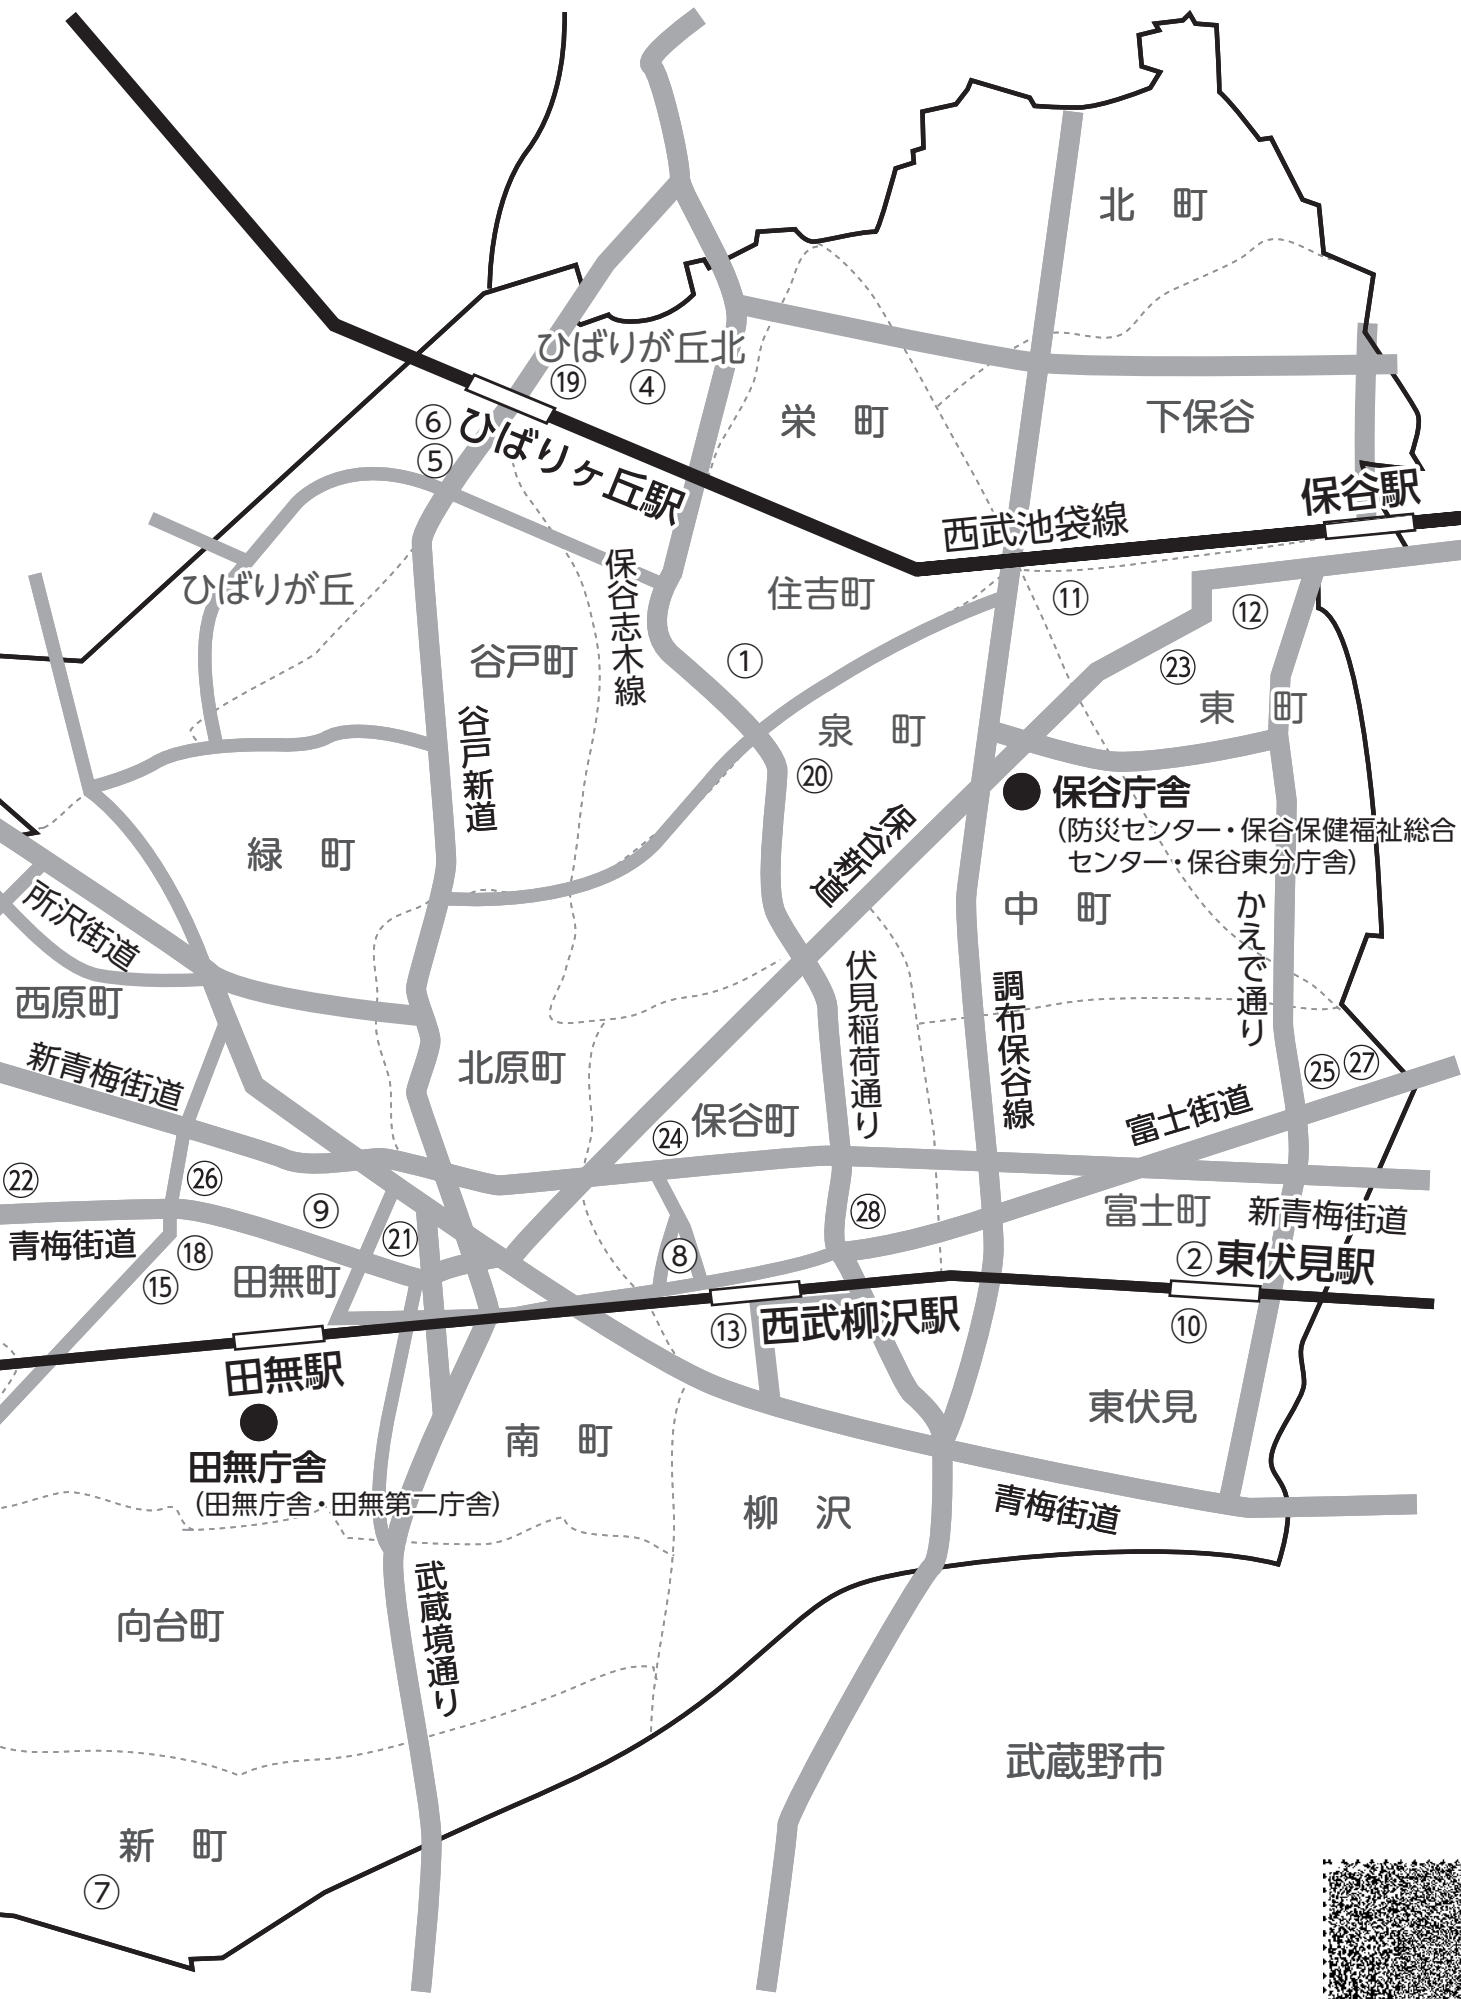 北　町
ひばりが丘北
⑲
④
栄　町
下保谷
⑥
ひばりヶ丘駅
⑤
保谷駅
西武池袋線
ひばりが丘
保谷志木線
住吉町
⑪
⑫
谷戸町
①
㉓
東　町
谷戸新道
泉　町
⑳
保谷庁舎
（防災センター・保谷保健福祉総合
センター・保谷東分庁舎）
緑　町
保谷新道
所沢街道
中　町
かえで通り
西原町
伏見稲荷通り
調布保谷線
新青梅街道
北原町
㉕
㉗
保谷町
㉔
富士街道
㉒
㉖
⑨
㉑
㉘
富士町
新青梅街道
青梅街道
⑱
⑮
田無町
⑧
②
東伏見駅
⑬
西武柳沢駅
⑩
田無駅
東伏見
田無庁舎
（田無庁舎・田無第二庁舎）
南　町
柳　沢
青梅街道
向台町
武蔵境通り
武蔵野市
新　町
⑦